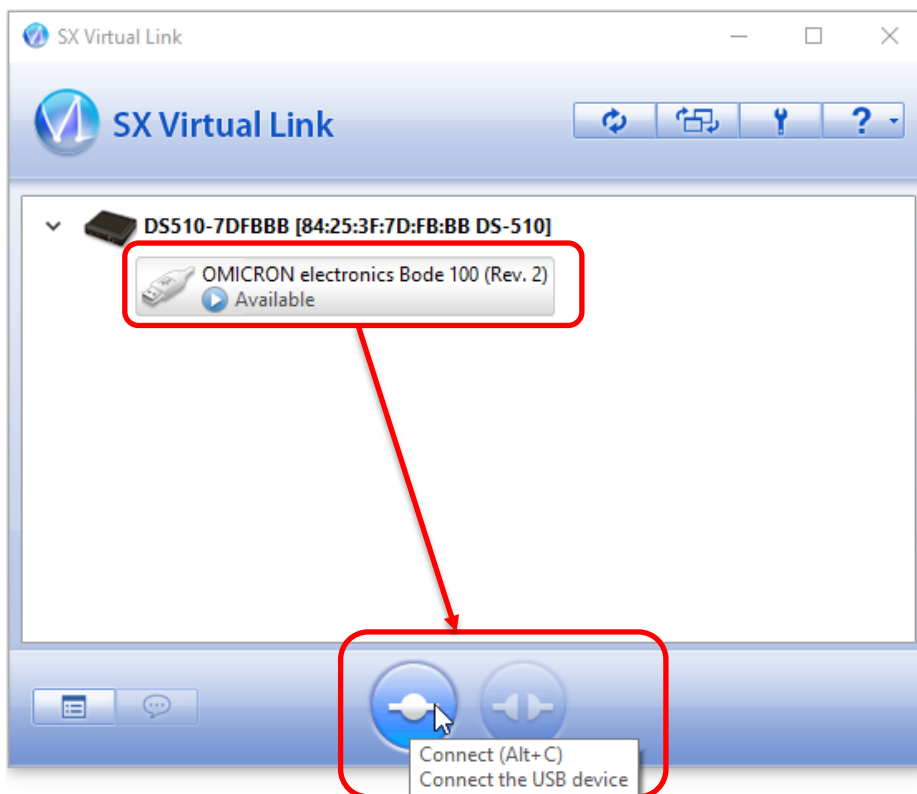 SX Virtual Link
SX Virtual Link
?
DS510-7DFBBB [84:25:3F:7D:FB:BB DS-510]
OMICRON electronics Bode 100 (Rev. 2)
Available
Connect (Alt+C)
Connect the USB device